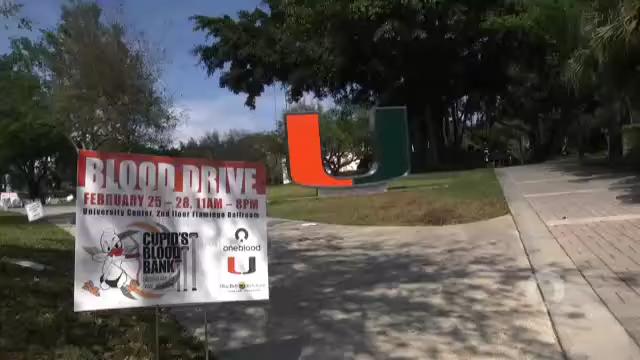 BLOOD DRIVE
FEBRUARY 25 – 28, 11AM – 8PM
University Center, 2nd floor Flamingo Ballroom
CUPID'S
BLOOD
BANK
oneblood
U
U